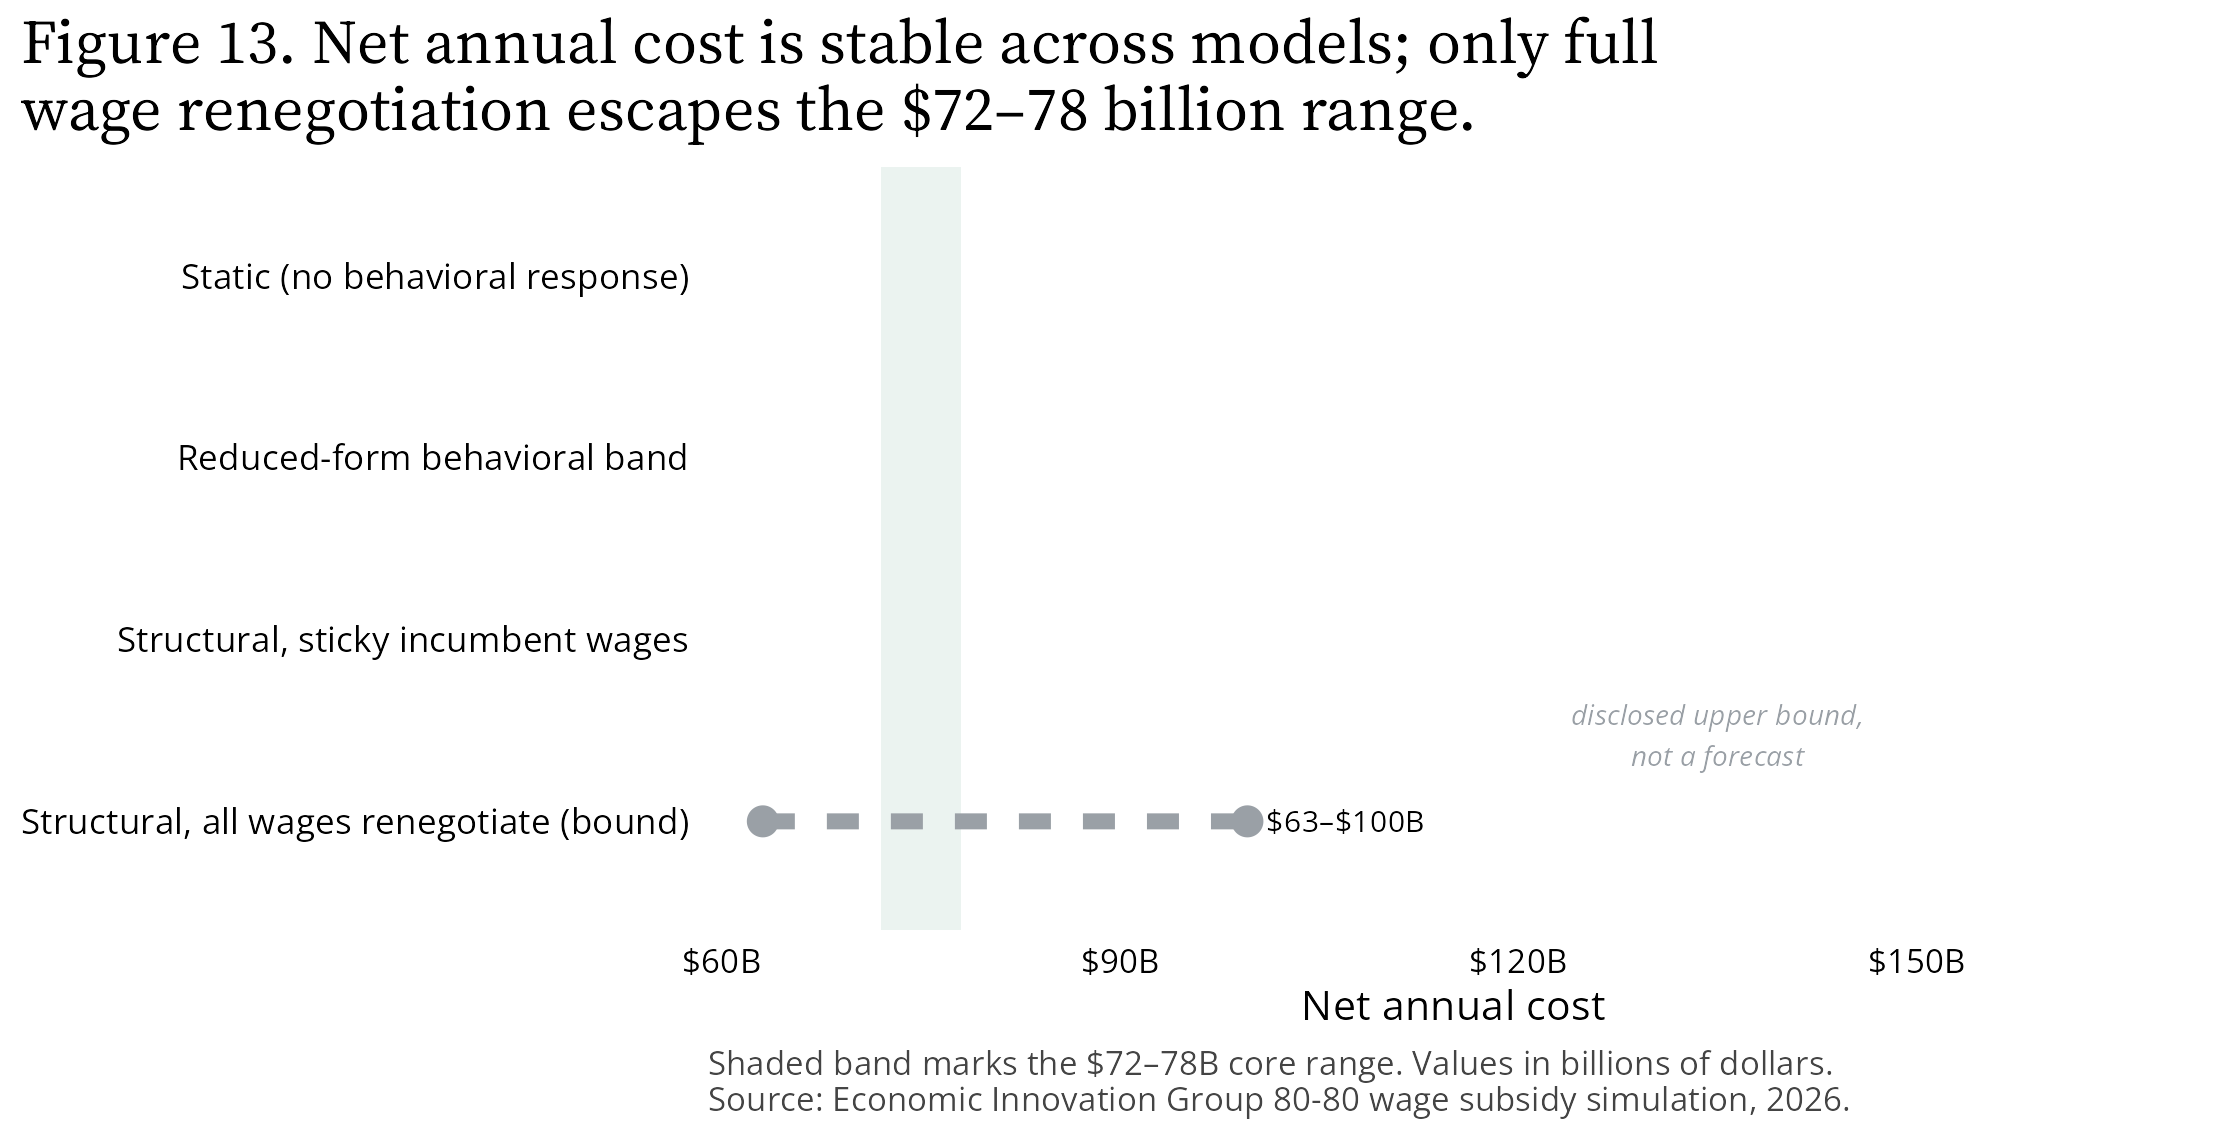 Figure 13. Net annual cost is stable across models; only full
wage renegotiation escapes the $72–78 billion range.
Static (no behavioral response)
Reduced-form behavioral band
Structural, sticky incumbent wages
disclosed upper bound,
not a forecast
Structural, all wages renegotiate (bound)
$63–$100B
$60B
$90B
$120B
$150B
Net annual cost
Shaded band marks the $72–78B core range. Values in billions of dollars.
Source: Economic Innovation Group 80-80 wage subsidy simulation, 2026.